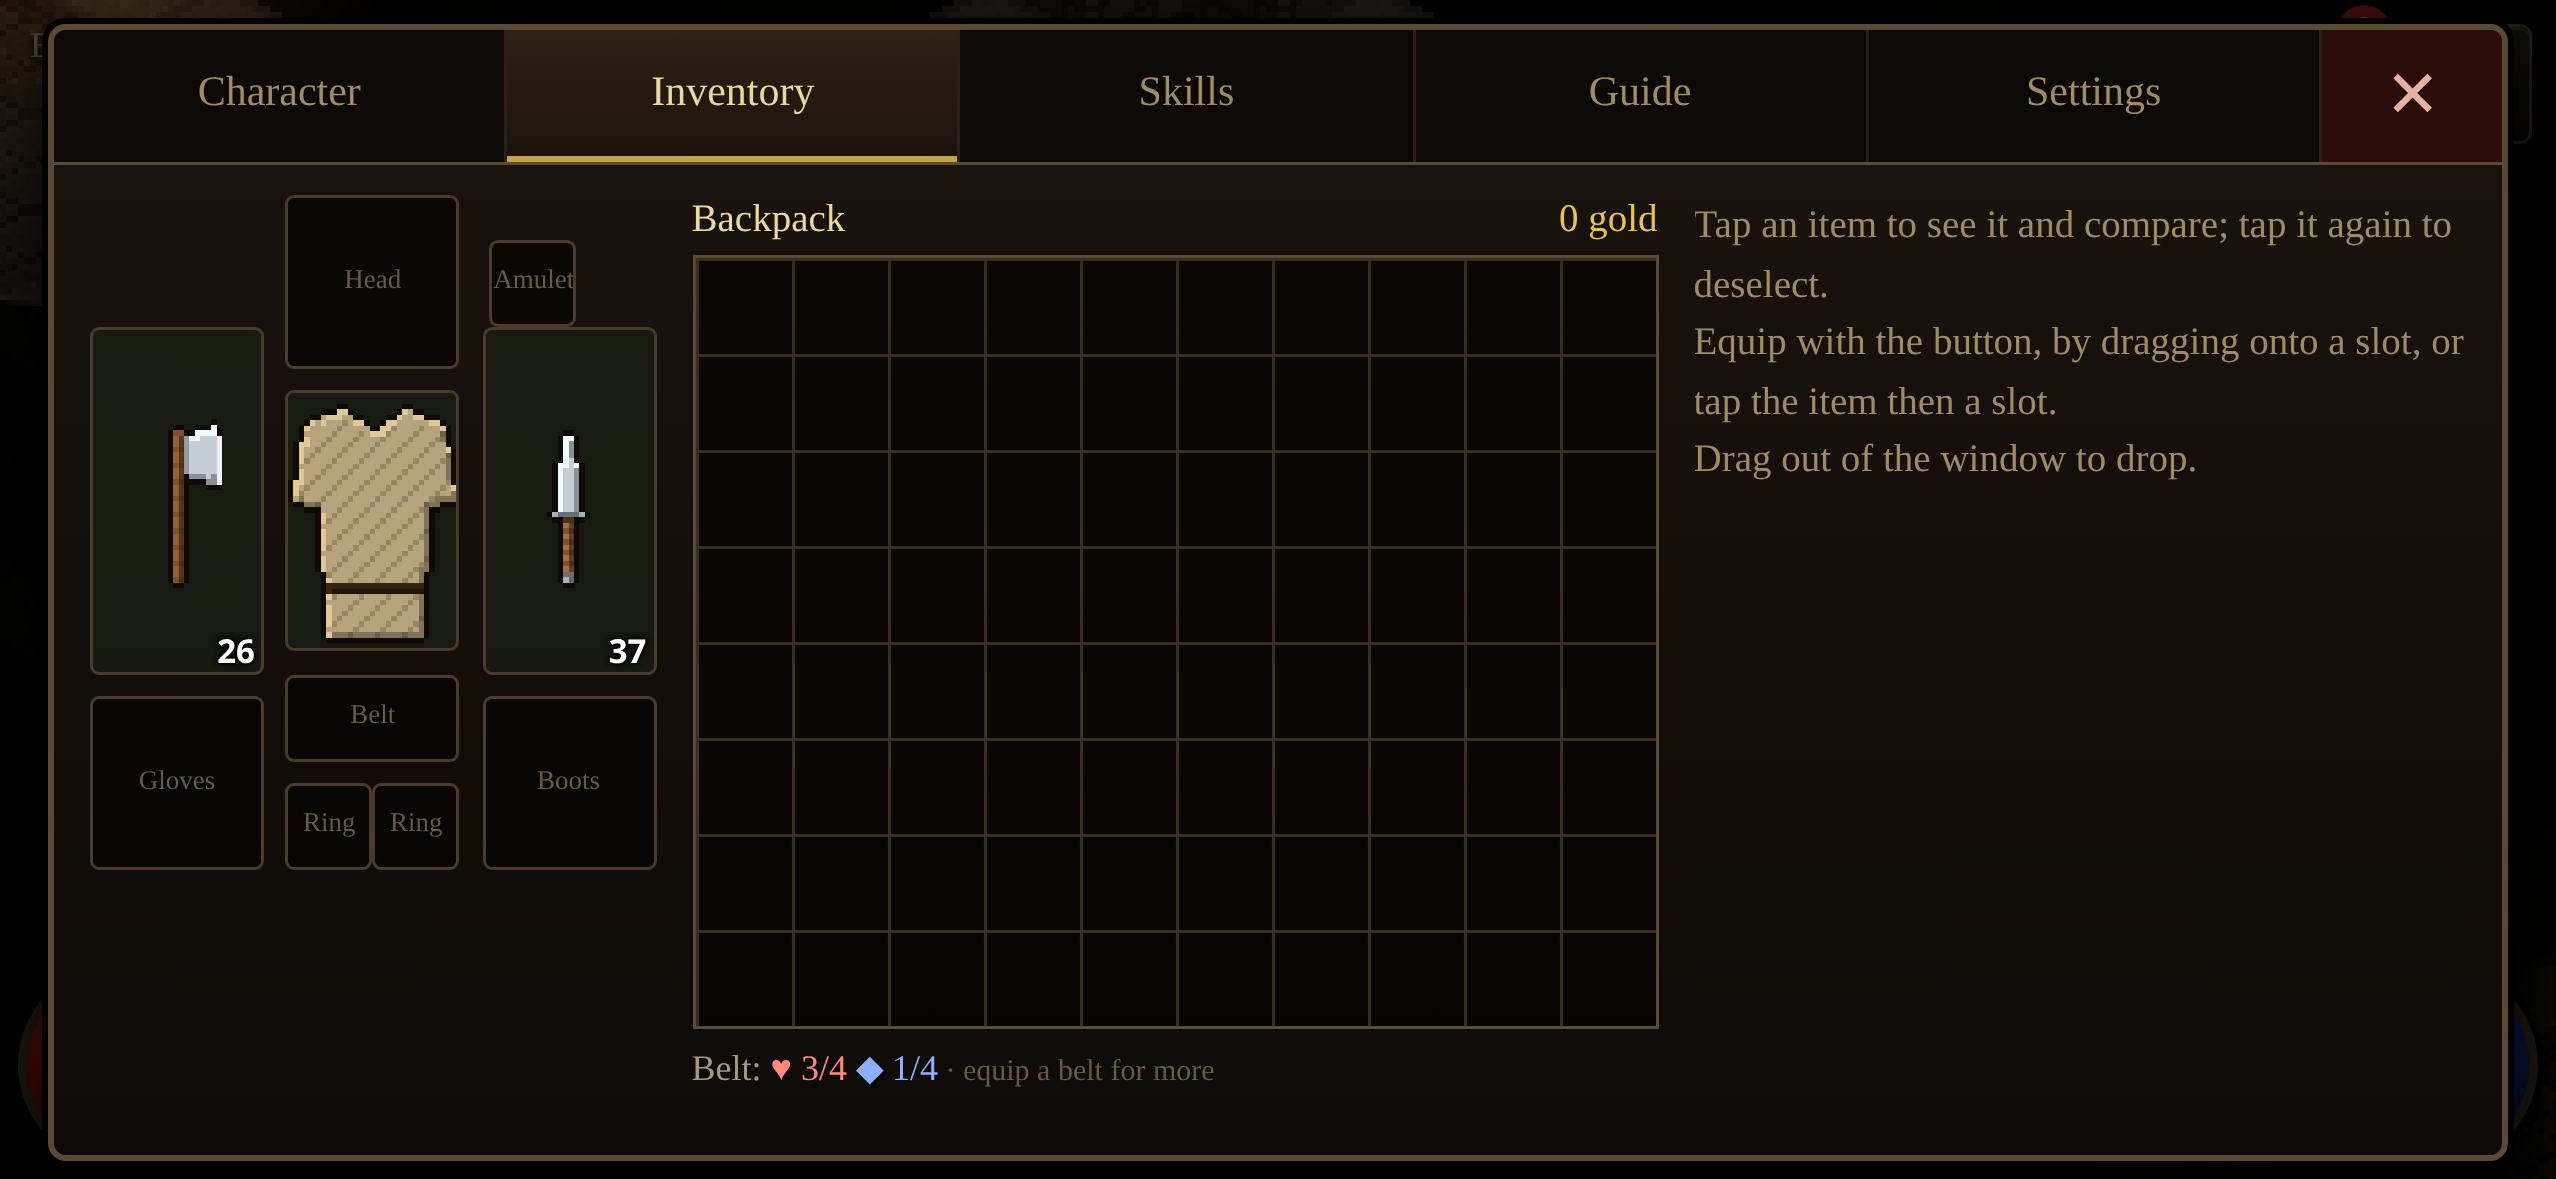 Character
Inventory
Skills
Guide
Settings
✕
Head
Amulet
26
37
Gloves
Belt
Ring
Ring
Boots
Backpack
0 gold
Belt: ♥ 3/4 ◆ 1/4 · equip a belt for more
Tap an item to see it and compare; tap it again to
deselect.
Equip with the button, by dragging onto a slot, or
tap the item then a slot.
Drag out of the window to drop.